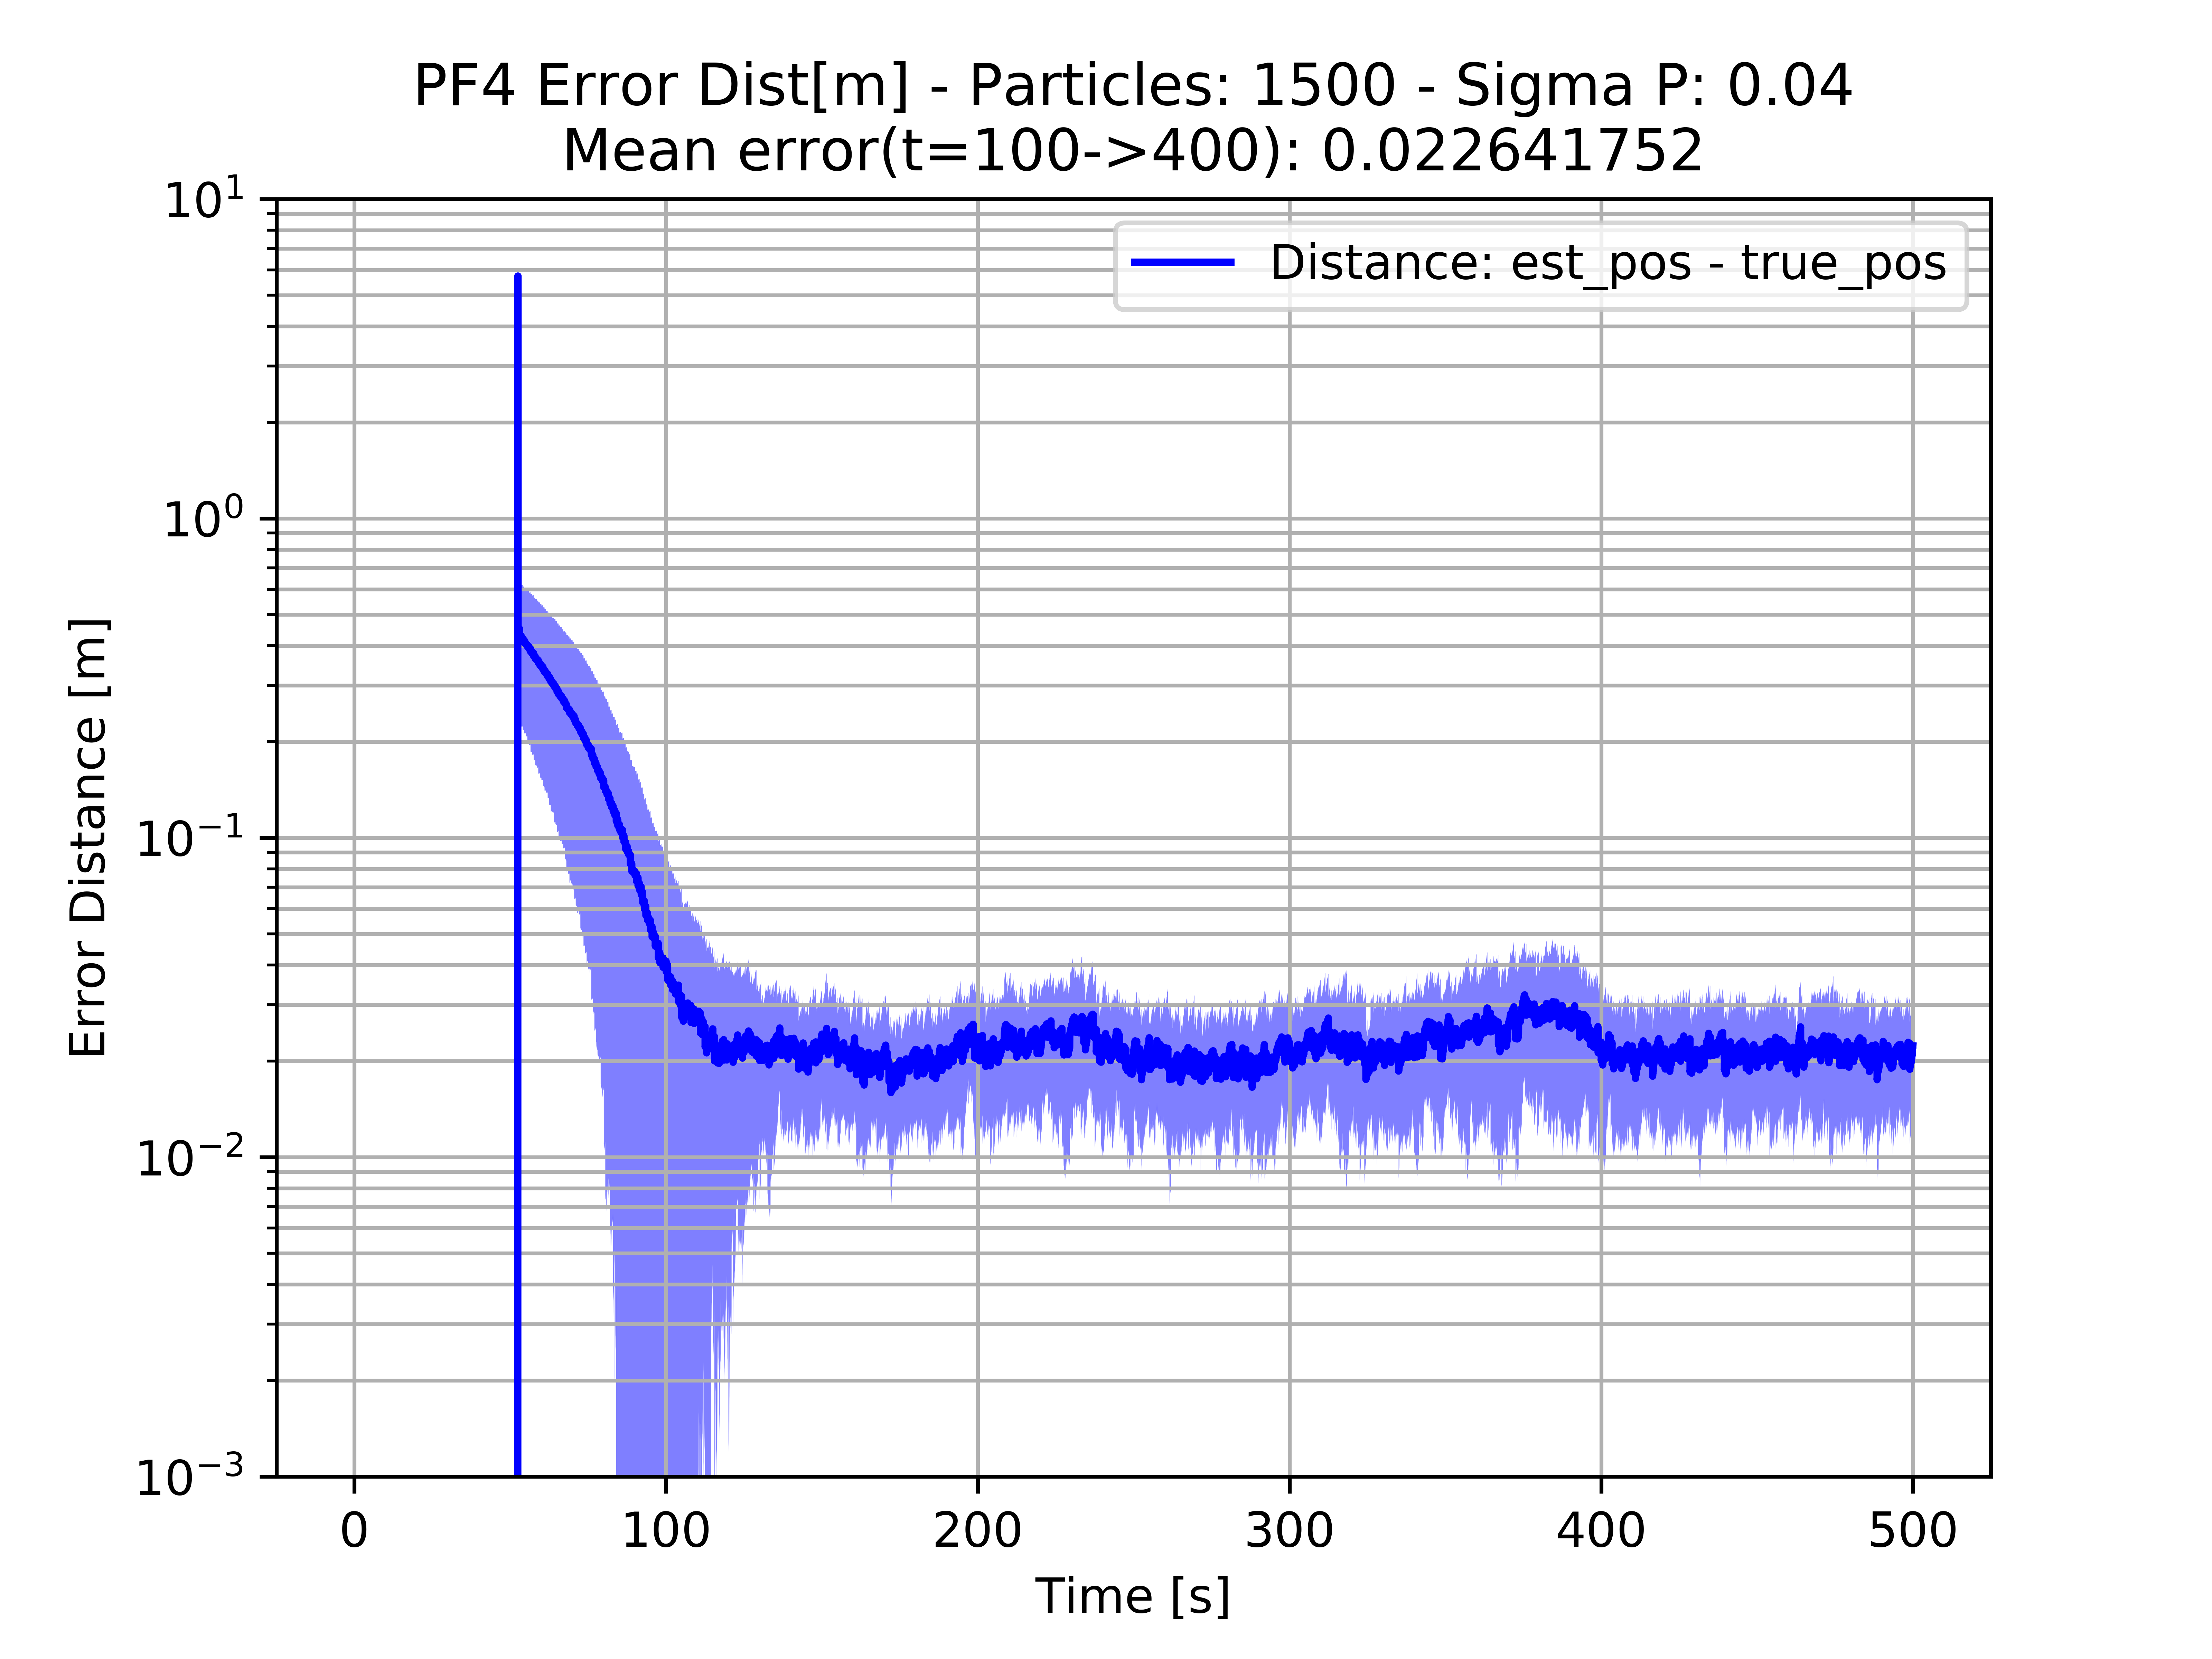 PF4 Error Dist[m] - Particles: 1500 - Sigma P: 0.04
Mean error(t=100->400): 0.022641752
Distance: est_pos - true_pos
Error Distance [m]
10¹
10⁰
10⁻¹
10⁻²
10⁻³
0 100 200 300 400 500
Time [s]